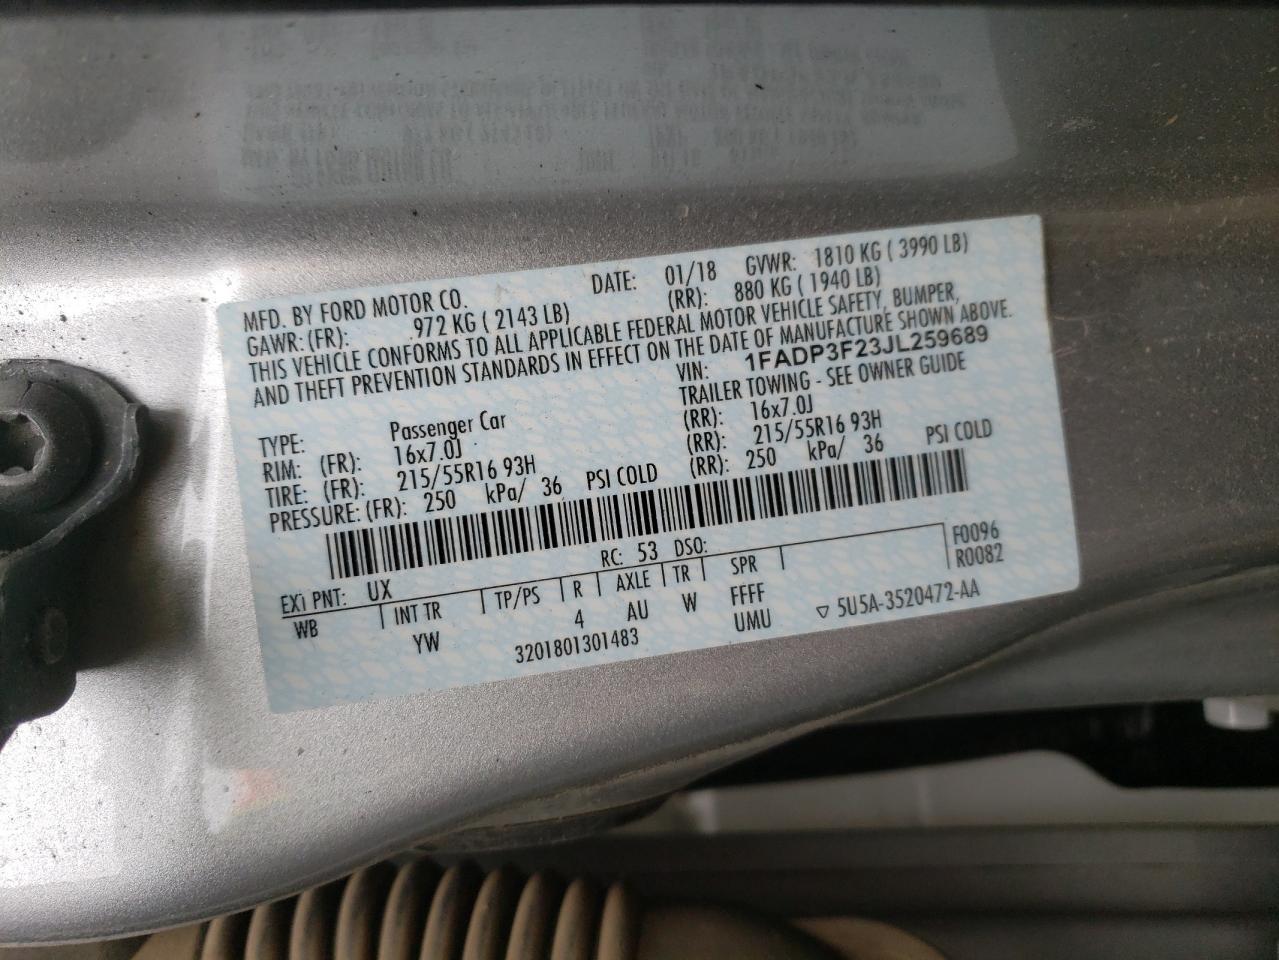 MFD. BY FORD MOTOR CO. DATE: 01/18 GVWR: 1810 KG ( 3990 LB)
GAWR: (FR): 972 KG ( 2143 LB) (RR): 880 KG ( 1940 LB)
THIS VEHICLE CONFORMS TO ALL APPLICABLE FEDERAL MOTOR VEHICLE SAFETY, BUMPER,
AND THEFT PREVENTION STANDARDS IN EFFECT ON THE DATE OF MANUFACTURE SHOWN ABOVE.
VIN: 1FADP3F23JL259689
TYPE: Passenger Car TRAILER TOWING - SEE OWNER GUIDE
RIM: (FR): 16x7.0J (RR): 16x7.0J
TIRE: (FR): 215/55R16 93H (RR): 215/55R16 93H
PRESSURE: (FR): 250 kPa/ 36 PSI COLD (RR): 250 kPa/ 36 PSI COLD
EXi PNT: UX RC: 53 DSO: F0096
WB INT TR TP/PS R AXLE TR SPR R0082
YW 4 AU W FFFF
3201801301483 UMU ▽ 5U5A-3520472-AA